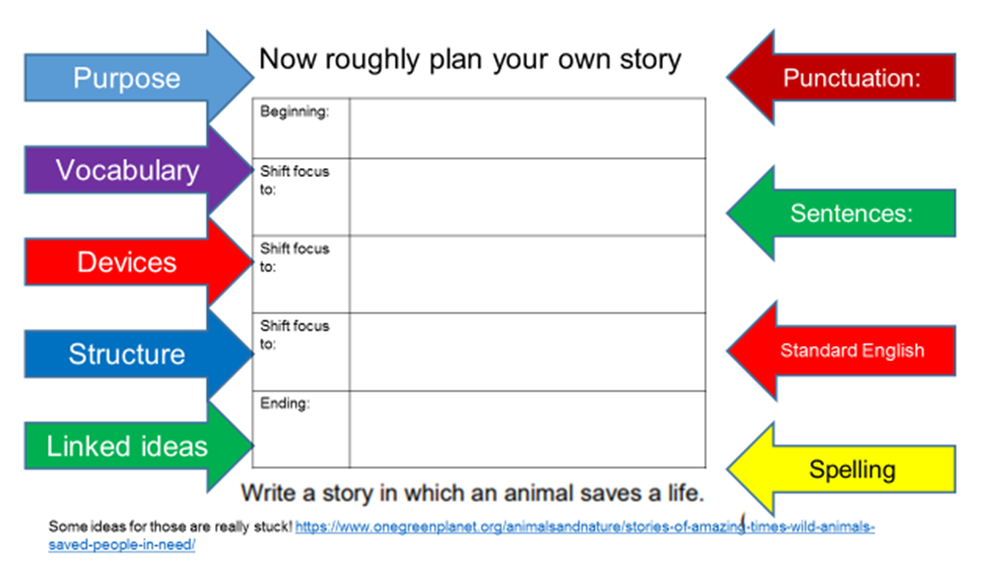 Now roughly plan your own story
Purpose
Vocabulary
Devices
Structure
Linked ideas
Beginning:
Shift focus
to:
Shift focus
to:
Shift focus
to:
Ending:
Punctuation:
Sentences:
Standard English
Spelling
Write a story in which an animal saves a life.
Some ideas for those are really stuck! https://www.onegreenplanet.org/animalsandnature/stories-of-amazing-times-wild-animals-
saved-people-in-need/